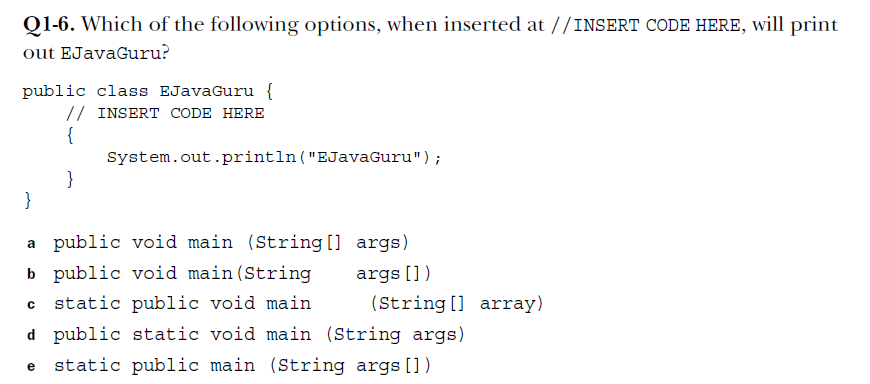 Q1-6. Which of the following options, when inserted at //INSERT CODE HERE, will print
out EJavaGuru?
public class EJavaGuru {
// INSERT CODE HERE
{
System.out.println("EJavaGuru");
}
}
a public void main (String[] args)
b public void main(String args[])
c static public void main (String[] array)
d public static void main (String args)
e static public main (String args[])